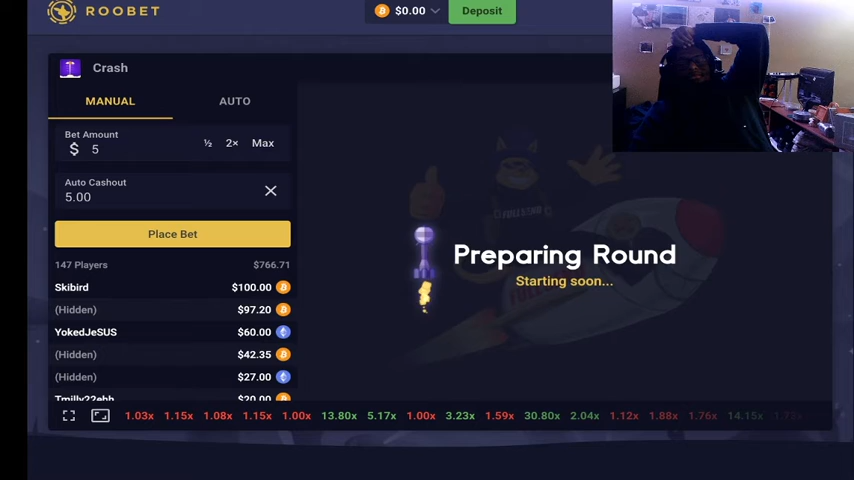 ROOBET
$0.00
Deposit
Crash
MANUAL
AUTO
Bet Amount
$ 5
½ 2× Max
Auto Cashout
5.00
Place Bet
147 Players $766.71
Skibird $100.00
(Hidden) $97.20
YokedJeSUS $60.00
(Hidden) $42.35
(Hidden) $27.00
Tmilly22ehh $20.00
Preparing Round
Starting soon...
1.03x 1.15x 1.08x 1.15x 1.00x 13.80x 5.17x 1.00x 3.23x 1.59x 30.80x 2.04x 1.12x 1.88x 1.76x 14.15x